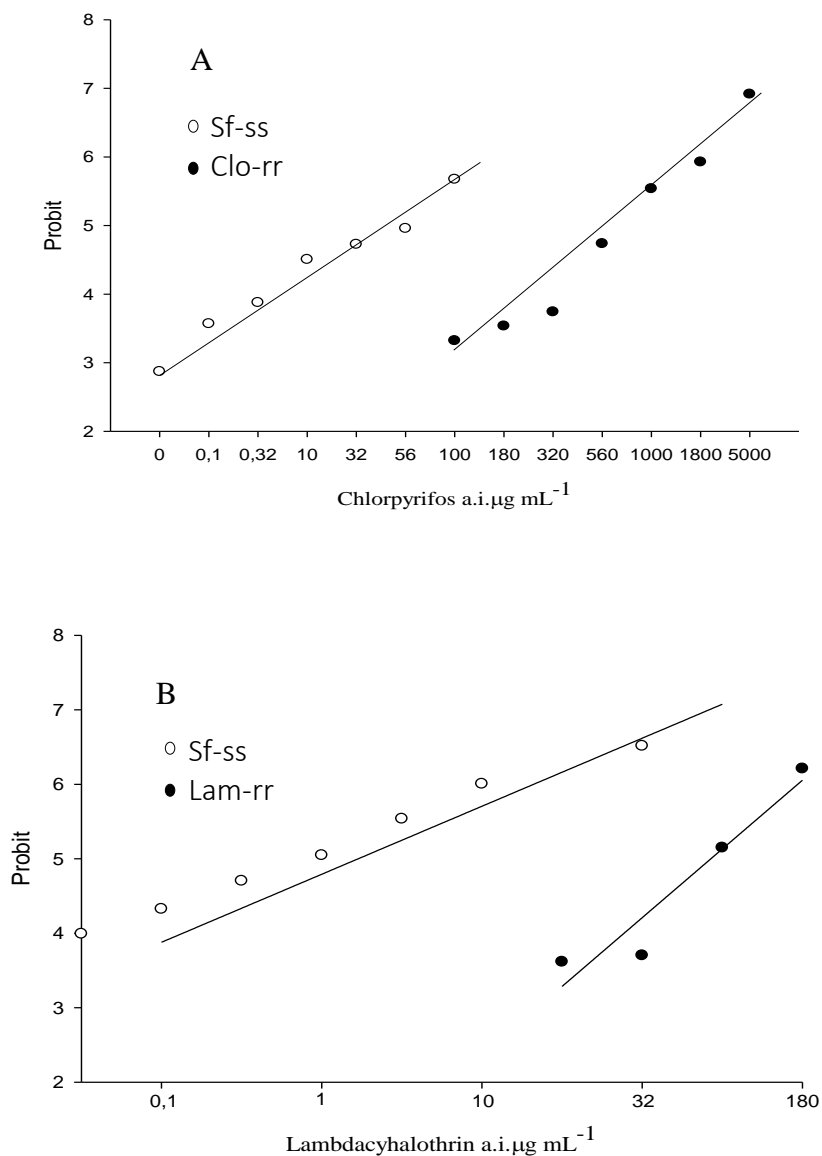 8
A
7
Sf-ss
Clo-rr
6
Probit
5
4
3
2
0 0,1 0,32 10 32 56 100 180 320 560 1000 1800 5000
Chlorpyrifos a.i.µg mL-1
8
B
7
Sf-ss
Lam-rr
6
Probit
5
4
3
2
0,1 1 10 32 180
Lambdacyhalothrin a.i.µg mL-1